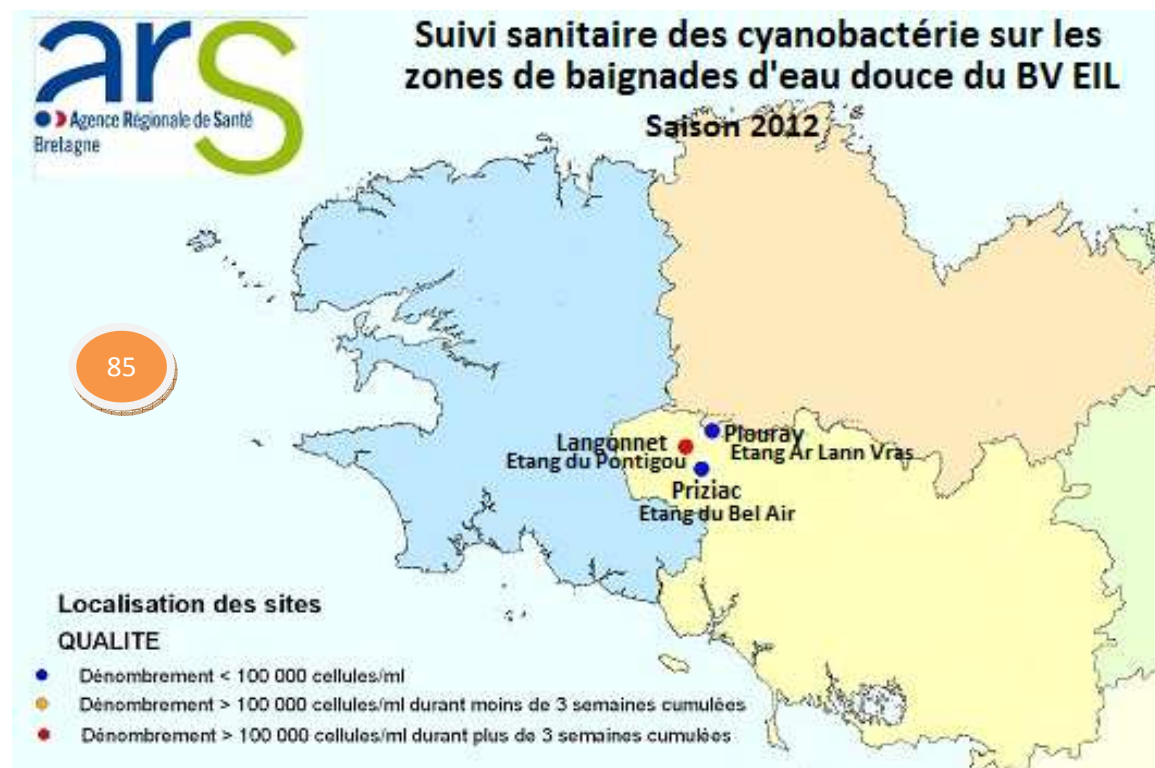 ars
Agence Régionale de Santé
Bretagne
Suivi sanitaire des cyanobactérie sur les
zones de baignades d'eau douce du BV EIL
Saison 2012
85
Plouray
Etang Ar Lann Vras
Langonnet
Etang du Pontigou
Priziac
Etang du Bel Air
Localisation des sites
QUALITE
Dénombrement < 100 000 cellules/ml
Dénombrement > 100 000 cellules/ml durant moins de 3 semaines cumulées
Dénombrement > 100 000 cellules/ml durant plus de 3 semaines cumulées